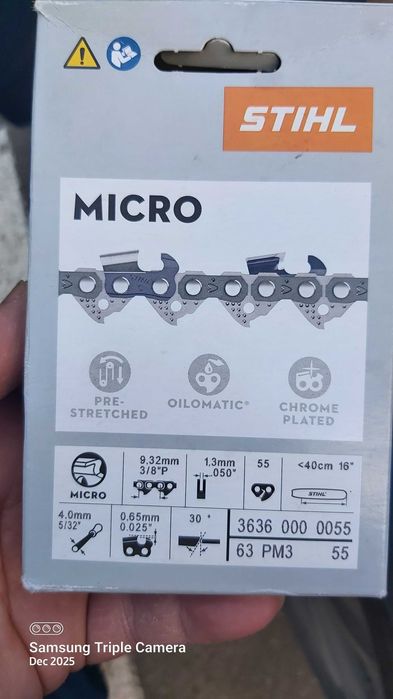 STIHL
MICRO
PRE-
STRETCHED
OILOMATIC®
CHROME
PLATED
MICRO
9,32mm
3/8"P
1,3mm
.050"
55
<40cm 16"
STIHL
4.0mm
5/32"
0.65mm
0.025"
30 °
3636 000 0055
63 PM3 55
Samsung Triple Camera
Dec 2025